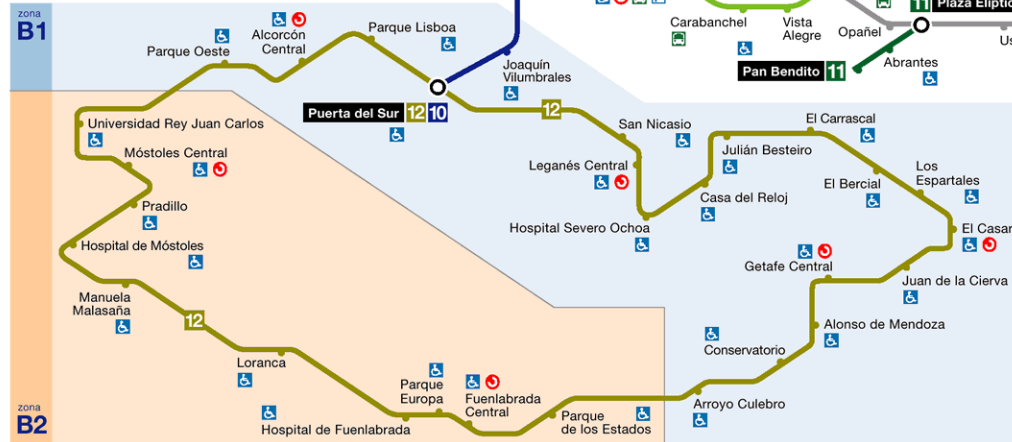 zona
B1
Parque Oeste
Alcorcón
Central
Parque Lisboa
Joaquín
Vilumbrales
Puerta del Sur 12 10
Carabanchel
Vista
Alegre
Opañel
11
Pan Bendito 11
Abrantes
12
Universidad Rey Juan Carlos
Móstoles Central
Pradillo
Hospital de Móstoles
Manuela
Malasaña
12
San Nicasio
Leganés Central
Hospital Severo Ochoa
Casa del Reloj
Julián Besteiro
El Carrascal
El Bercial
Los
Espartales
El Casar
Juan de la Cierva
Getafe Central
Alonso de Mendoza
Conservatorio
Arroyo Culebro
Loranca
Hospital de Fuenlabrada
Parque
Europa
Fuenlabrada
Central
Parque
de los Estados
zona
B2